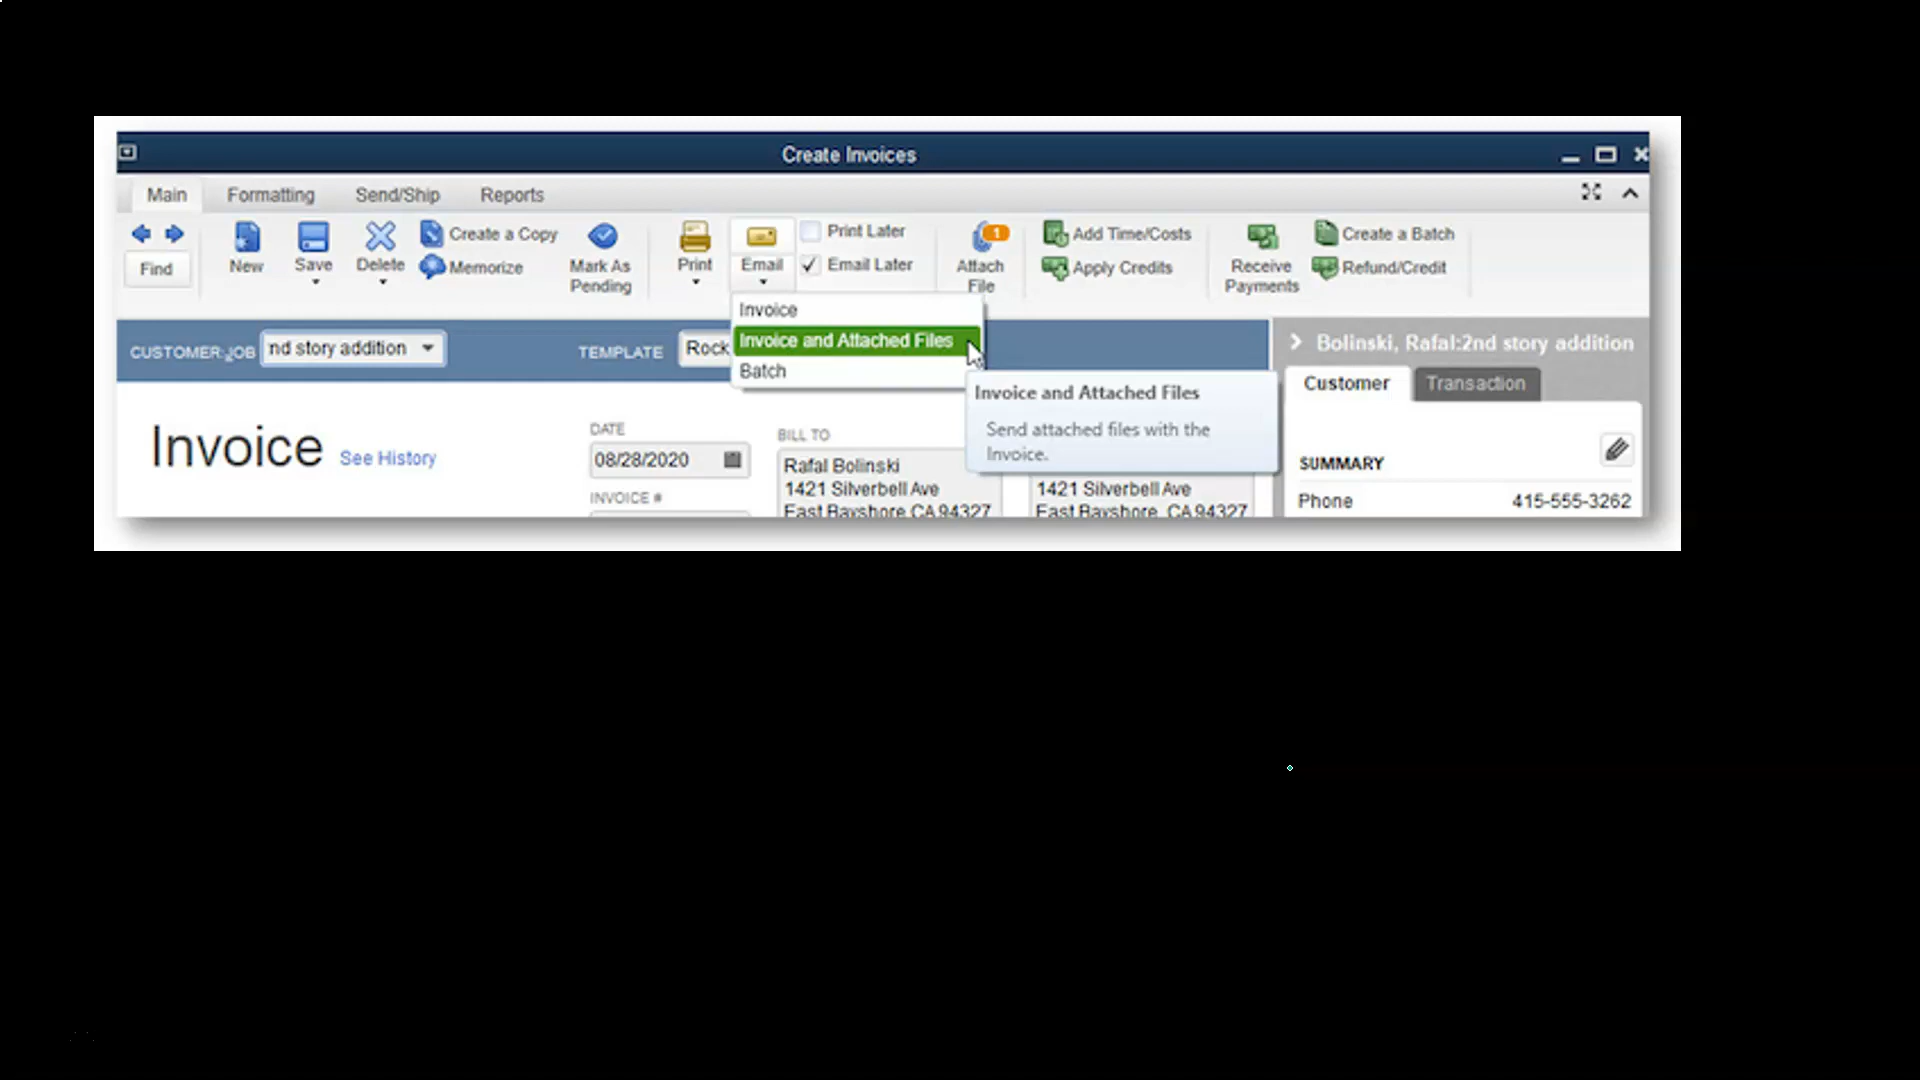 Create Invoices
Main Formatting Send/Ship Reports
Find
New
Save
Delete
Create a Copy
Memorize
Mark As
Pending
Print
Email
Print Later
Email Later
1
Attach
File
Add Time/Costs
Apply Credits
Receive
Payments
Create a Batch
Refund/Credit
Invoice
Invoice and Attached Files
Batch
CUSTOMER:JOB nd story addition
TEMPLATE Rock
Invoice and Attached Files
Send attached files with the
Invoice.
Bolinski, Rafal:2nd story addition
Customer Transaction
Invoice See History
DATE
08/28/2020
INVOICE #
BILL TO
Rafal Bolinski
1421 Silverbell Ave
East Bayshore CA 94327
1421 Silverbell Ave
East Bayshore, CA 94327
SUMMARY
Phone 415-555-3262